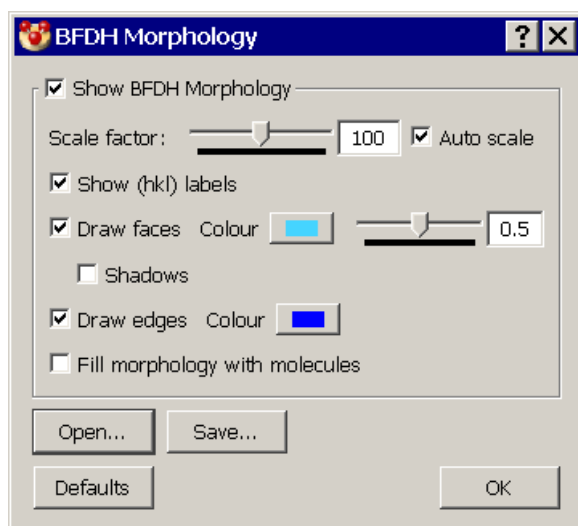 BFDH Morphology ? X
Show BFDH Morphology
Scale factor: 100 Auto scale
Show (hkl) labels
Draw faces Colour 0.5
Shadows
Draw edges Colour
Fill morphology with molecules
Open... Save...
Defaults OK